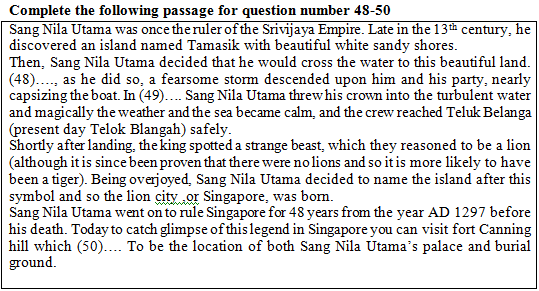 Complete the following passage for question number 48-50
Sang Nila Utama was once the ruler of the Srivijaya Empire. Late in the 13th century, he
discovered an island named Tamasik with beautiful white sandy shores.
Then, Sang Nila Utama decided that he would cross the water to this beautiful land.
(48)…., as he did so, a fearsome storm descended upon him and his party, nearly
capsizing the boat. In (49)…. Sang Nila Utama threw his crown into the turbulent water
and magically the weather and the sea became calm, and the crew reached Teluk Belanga
(present day Telok Blangah) safely.
Shortly after landing, the king spotted a strange beast, which they reasoned to be a lion
(although it is since been proven that there were no lions and so it is more likely to have
been a tiger). Being overjoyed, Sang Nila Utama decided to name the island after this
symbol and so the lion city ,or Singapore, was born.
Sang Nila Utama went on to rule Singapore for 48 years from the year AD 1297 before
his death. Today to catch glimpse of this legend in Singapore you can visit fort Canning
hill which (50)…. To be the location of both Sang Nila Utama's palace and burial
ground.